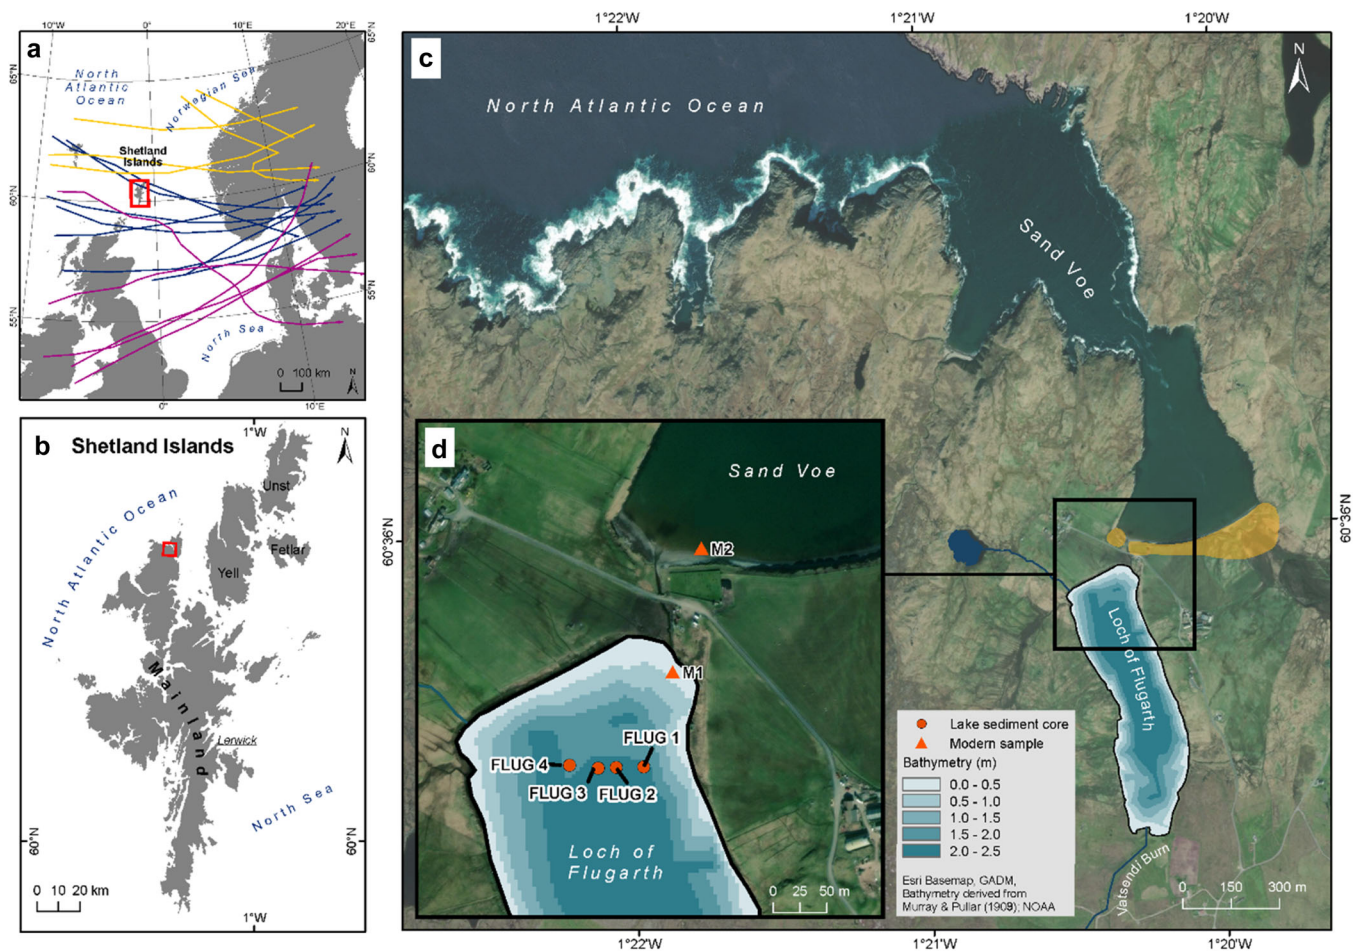 a
10°W
0°
20°E
65°N
65°N
North
Atlantic
Ocean
Norwegian Sea
Shetland
Islands
60°N
60°N
55°N
55°N
North Sea
0 100 km
N
0°
10°E
b
Shetland Islands
1°W
N
North Atlantic Ocean
Unst
Fetlar
Yell
Mainland
Lerwick
North Sea
60°N
60°N
0 10 20 km
1°W
c
1°22'W
1°21'W
1°20'W
N
North Atlantic Ocean
Sand Voe
60°36'N
60°36'N
Loch of Flugarth
Vatsendi Burn
Lake sediment core
Modern sample
Bathymetry (m)
0.0 - 0.5
0.5 - 1.0
1.0 - 1.5
1.5 - 2.0
2.0 - 2.5
Esri Basemap, GADM,
Bathymetry derived from
Murray & Pullar (1909); NOAA
0 150 300 m
d
Sand Voe
M2
M1
FLUG 1
FLUG 4
FLUG 3 FLUG 2
Loch of
Flugarth
0 25 50 m
1°22'W
1°21'W
1°20'W